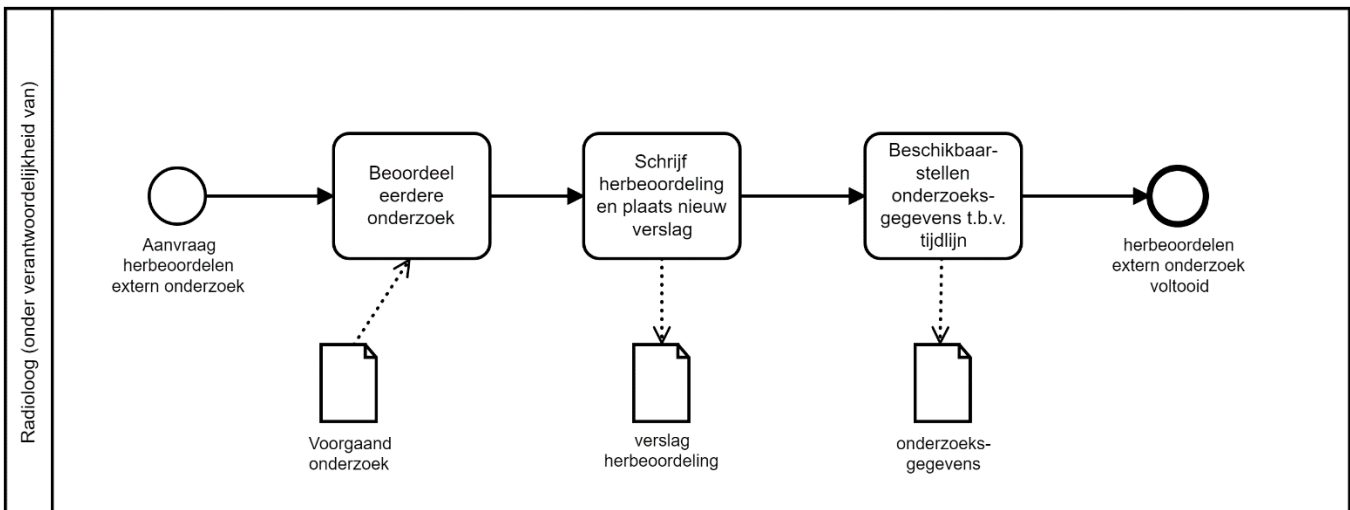 Radioloog (onder verantwoordelijkheid van)
Aanvraag
herbeoordelen
extern onderzoek
Beoordeel
eerdere
onderzoek
Voorgaand
onderzoek
Schrijf
herbeoordeling
en plaats nieuw
verslag
verslag
herbeoordeling
Beschikbaar-
stellen
onderzoeks-
gegevens t.b.v.
tijdlijn
onderzoeks-
gegevens
herbeoordelen
extern onderzoek
voltooid